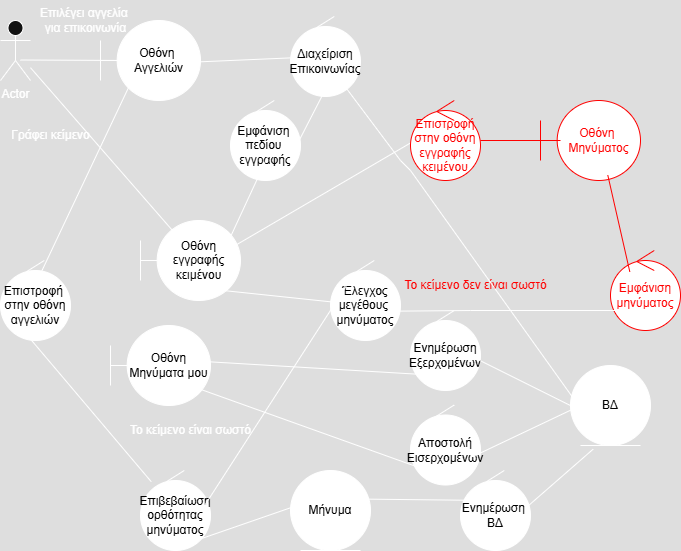 Επιλέγει αγγελία
για επικοινωνία
Οθόνη
Αγγελιών
Διαχείριση
Επικοινωνίας
Actor
Γράφει κείμενο
Εμφάνιση
πεδίου
εγγραφής
Επιστροφή
στην οθόνη
εγγραφής
κειμένου
Οθόνη
Μηνύματος
Οθόνη
εγγραφής
κειμένου
Επιστροφή
στην οθόνη
αγγελιών
Έλεγχος
μεγέθους
μηνύματος
Το κείμενο δεν είναι σωστό
Εμφάνιση
μηνύματος
Οθόνη
Μηνύματα μου
Ενημέρωση
Εξερχομένων
ΒΔ
Το κείμενο είναι σωστό
Αποστολή
Εισερχομένων
Επιβεβαίωση
ορθότητας
μηνύματος
Μήνυμα
Ενημέρωση
ΒΔ